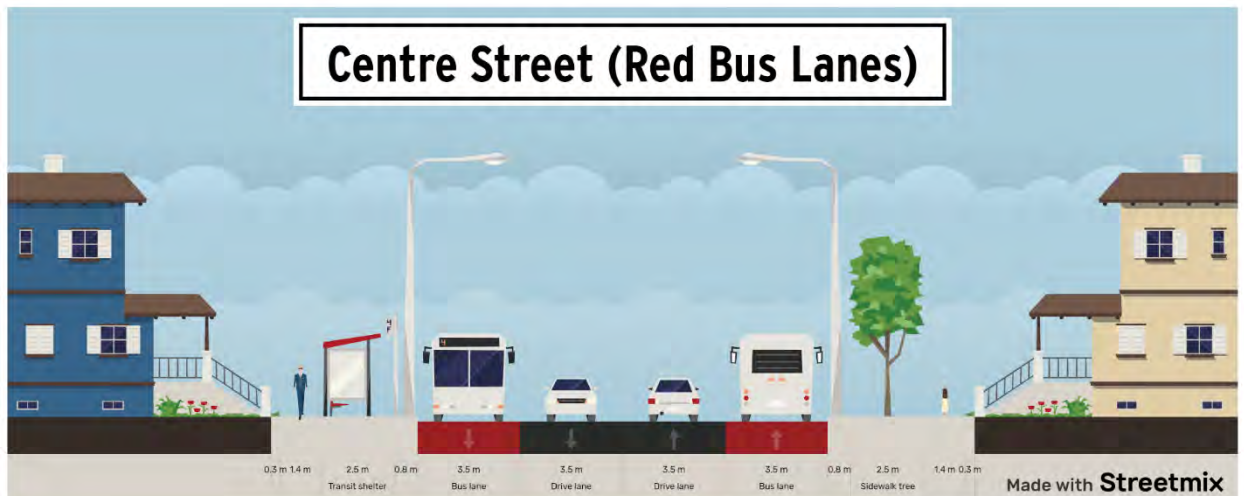 Centre Street (Red Bus Lanes)
0.3 m 1.4 m 2.5 m 0.8 m 3.5 m 3.5 m 3.5 m 3.5 m 0.8 m 2.5 m 1.4 m 0.3 m
Transit shelter Bus lane Drive lane Drive lane Bus lane Sidewalk tree
Made with Streetmix